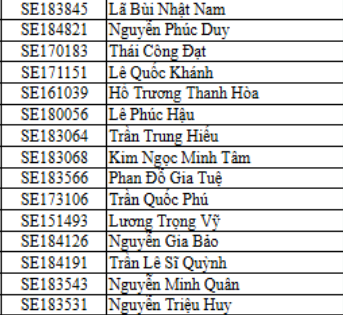 SE183845 Lã Bùi Nhật Nam
SE184821 Nguyễn Phúc Duy
SE170183 Thái Công Đạt
SE171151 Lê Quốc Khánh
SE161039 Hồ Trương Thanh Hòa
SE180056 Lê Phúc Hậu
SE183064 Trần Trung Hiếu
SE183068 Kim Ngọc Minh Tâm
SE183566 Phan Đỗ Gia Tuệ
SE173106 Trần Quốc Phú
SE151493 Lương Trọng Vỹ
SE184126 Nguyễn Gia Bảo
SE184191 Trần Lê Sĩ Quỳnh
SE183543 Nguyễn Minh Quân
SE183531 Nguyễn Triệu Huy